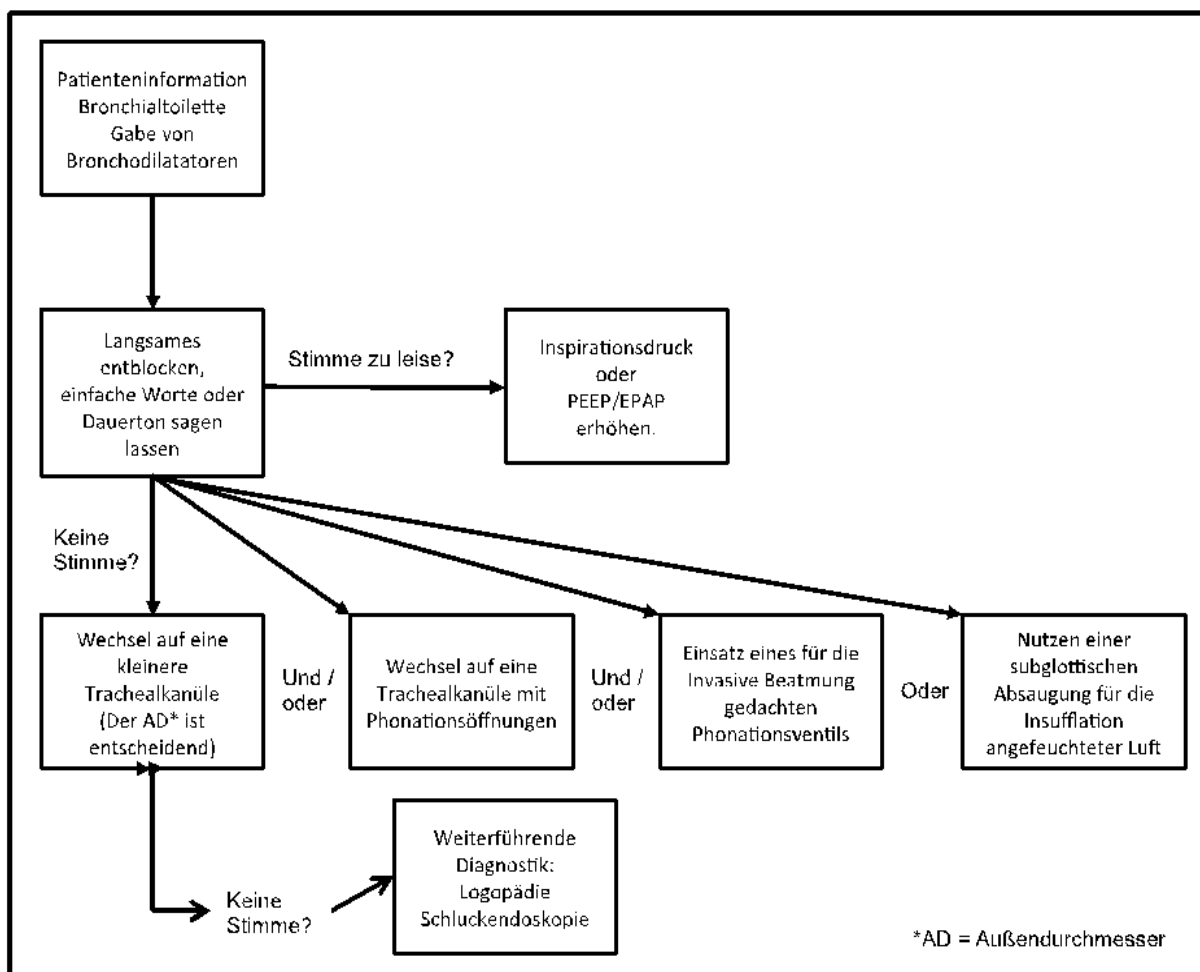 Patienteninformation
Bronchialtoilette
Gabe von
Bronchodilatatoren
Langsames
entblocken,
einfache Worte oder
Dauerton sagen
lassen
Stimme zu leise?
Inspirationsdruck
oder
PEEP/EPAP
erhöhen.
Keine
Stimme?
Wechsel auf eine
kleinere
Trachealkanüle
(Der AD* ist
entscheidend)
Und /
oder
Wechsel auf eine
Trachealkanüle mit
Phonationsöffnungen
Und /
oder
Einsatz eines für die
Invasive Beatmung
gedachten
Phonationsventils
Oder
Nutzen einer
subglottischen
Absaugung für die
Insufflation
angefeuchteter Luft
Keine
Stimme?
Weiterführende
Diagnostik:
Logopädie
Schluckendoskopie
*AD = Außendurchmesser